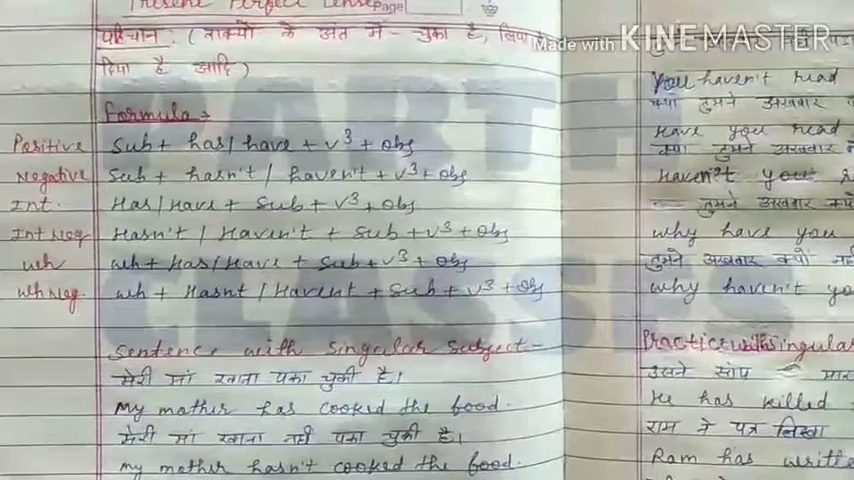 Present Perfect Tense Page
पहिचान :- (वाक्यों के अंत में - चुका है, लिया है
दिया है आदि)
Formula :-
Positive Sub + has/have + v3 + obj
Negative Sub + hasn't / haven't + v3 + obj
Int. Has/Have + Sub + v3 + obj
Int Neg Hasn't / Haven't + Sub + v3 + obj
wh wh + Has/Have + Sub + v3 + obj
wh Neg. wh + Hasnt / Havent + Sub + v3 + obj
Sentence with singular subject -
मेरी मां खाना पका चुकी है।
My mother has cooked the food.
मेरी मां खाना नहीं पका चुकी है।
My mother hasn't cooked the food.
Made with KINEMASTER
You haven't read
क्या तुमने अखबार
Have you read
क्या तुमने अखबार
Haven't you
तुमने अखबार
why have you
तुमने अखबार क्यों नहीं
why haven't
Practice with singular
उसने सांप मार
He has killed
राम ने पत्र लिखा
Ram has
PARTH
CLASSES